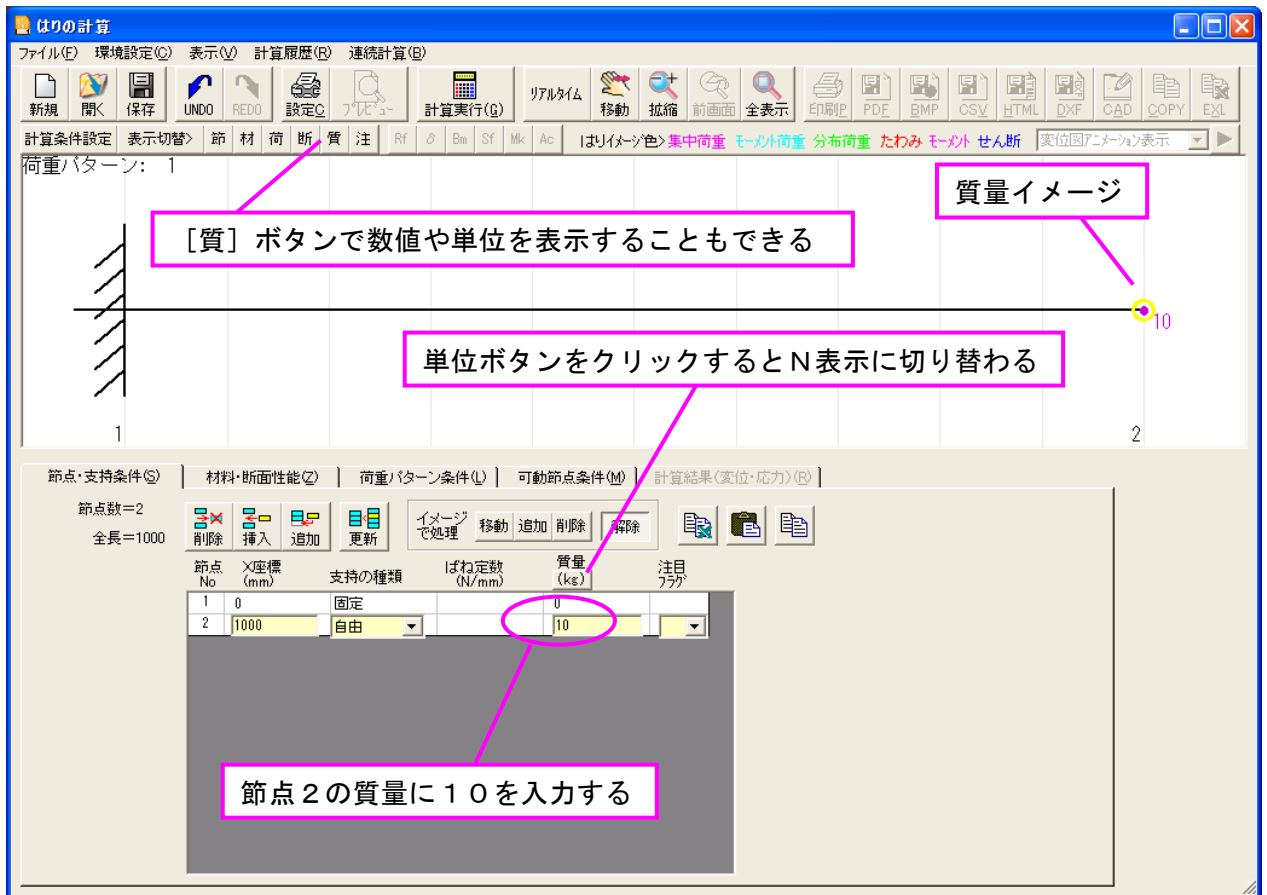 はりの計算
ファイル(F) 環境設定(C) 表示(V) 計算履歴(R) 連続計算(B)
新規 開く 保存 UNDO REDO 設定C プレビュー 計算実行(G) リアルタイム 移動 拡縮 前画面 全表示 印刷P PDF BMP CSV HTML DXF CAD COPY EXL
計算条件設定 表示切替> 節 材 荷 断 質 注 Rf δ Bm Sf Mk Ac はりイメージ色>集中荷重 モーメント荷重 分布荷重 たわみ モーメント せん断 変位図アニメーション表示
荷重パターン: 1
質量イメージ
[質]ボタンで数値や単位を表示することもできる
10
単位ボタンをクリックするとN表示に切り替わる
1 2
節点・支持条件(S) 材料・断面性能(Z) 荷重パターン条件(L) 可動節点条件(M) 計算結果(変位・応力)(R)
節点数=2
全長=1000
削除 挿入 追加 更新 イメージで処理 移動 追加 削除 解除
節点No X座標(mm) 支持の種類 ばね定数(N/mm) 質量(kg) 注目フラグ
1 0 固定 0
2 1000 自由 10
節点2の質量に10を入力する